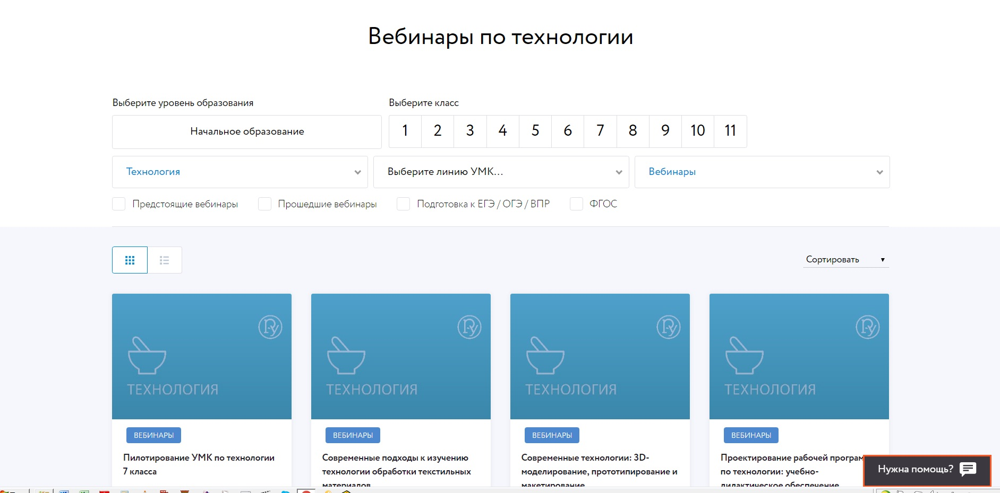 Вебинары по технологии
Выберите уровень образования
Выберите класс
Начальное образование
1 2 3 4 5 6 7 8 9 10 11
Технология
Выберите линию УМК...
Вебинары
Предстоящие вебинары
Прошедшие вебинары
Подготовка к ЕГЭ / ОГЭ / ВПР
ФГОС
Сортировать
ТЕХНОЛОГИЯ
ВЕБИНАРЫ
Пилотирование УМК по технологии
7 класса
ТЕХНОЛОГИЯ
ВЕБИНАРЫ
Современные подходы к изучению
технологии обработки текстильных
материалов
ТЕХНОЛОГИЯ
ВЕБИНАРЫ
Современные технологии: 3D-
моделирование, прототипирование и
макетирование
ТЕХНОЛОГИЯ
ВЕБИНАРЫ
Проектирование рабочей програм
по технологии: учебно-
дидактическое обеспечение
Нужна помощь?